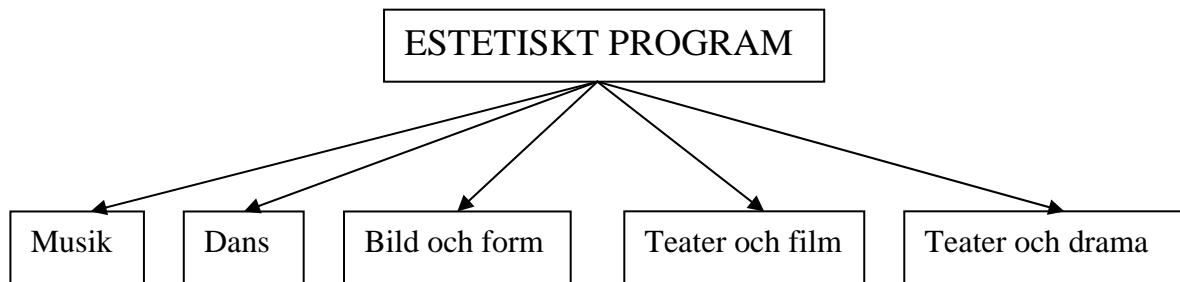 ESTETISKT PROGRAM
Musik
Dans
Bild och form
Teater och film
Teater och drama